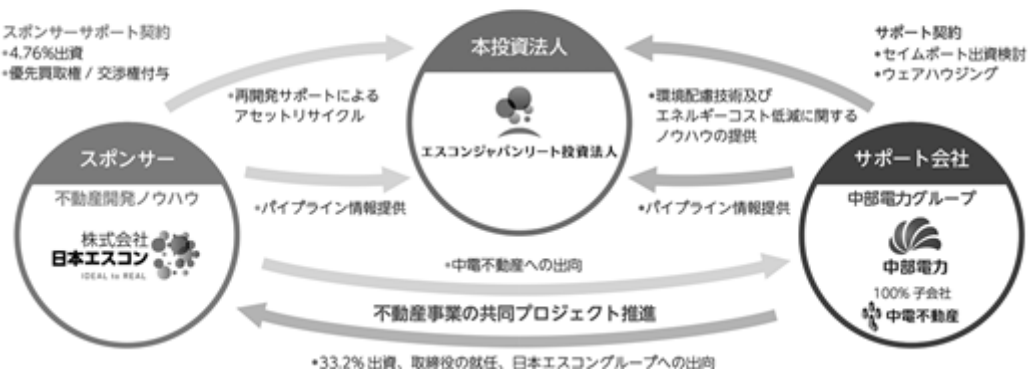 スポンサーサポート契約
•4.76%出資
•優先買取権 / 交渉権付与
本投資法人
エスコンジャパンリート投資法人
サポート契約
•セイムボート出資検討
•ウェアハウジング
•再開発サポートによる
アセットリサイクル
•環境配慮技術及び
エネルギーコスト低減に関する
ノウハウの提供
スポンサー
不動産開発ノウハウ
株式会社
日本エスコン
IDEAL to REAL
•パイプライン情報提供
•パイプライン情報提供
サポート会社
中部電力グループ
中部電力
100% 子会社
中電不動産
•中電不動産への出向
不動産事業の共同プロジェクト推進
•33.2% 出資、取締役の就任、日本エスコングループへの出向